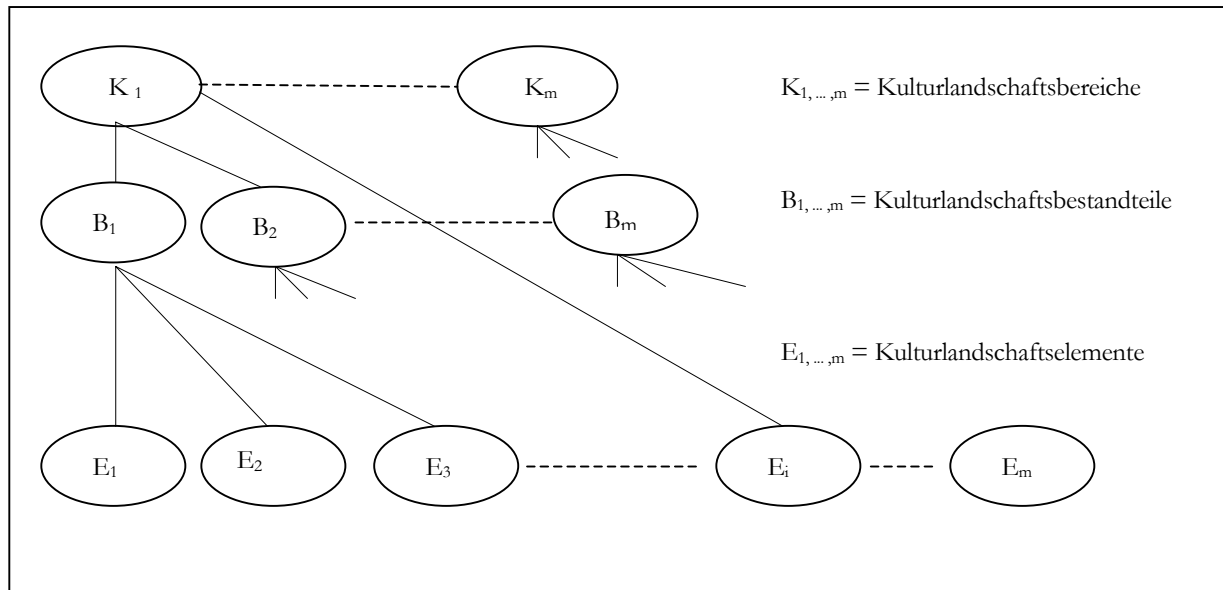 K 1
Km
K1, ... ,m = Kulturlandschaftsbereiche
B1
B2
Bm
B1, ... ,m = Kulturlandschaftsbestandteile
E1, ... ,m = Kulturlandschaftselemente
E1
E2
E3
Ei
Em